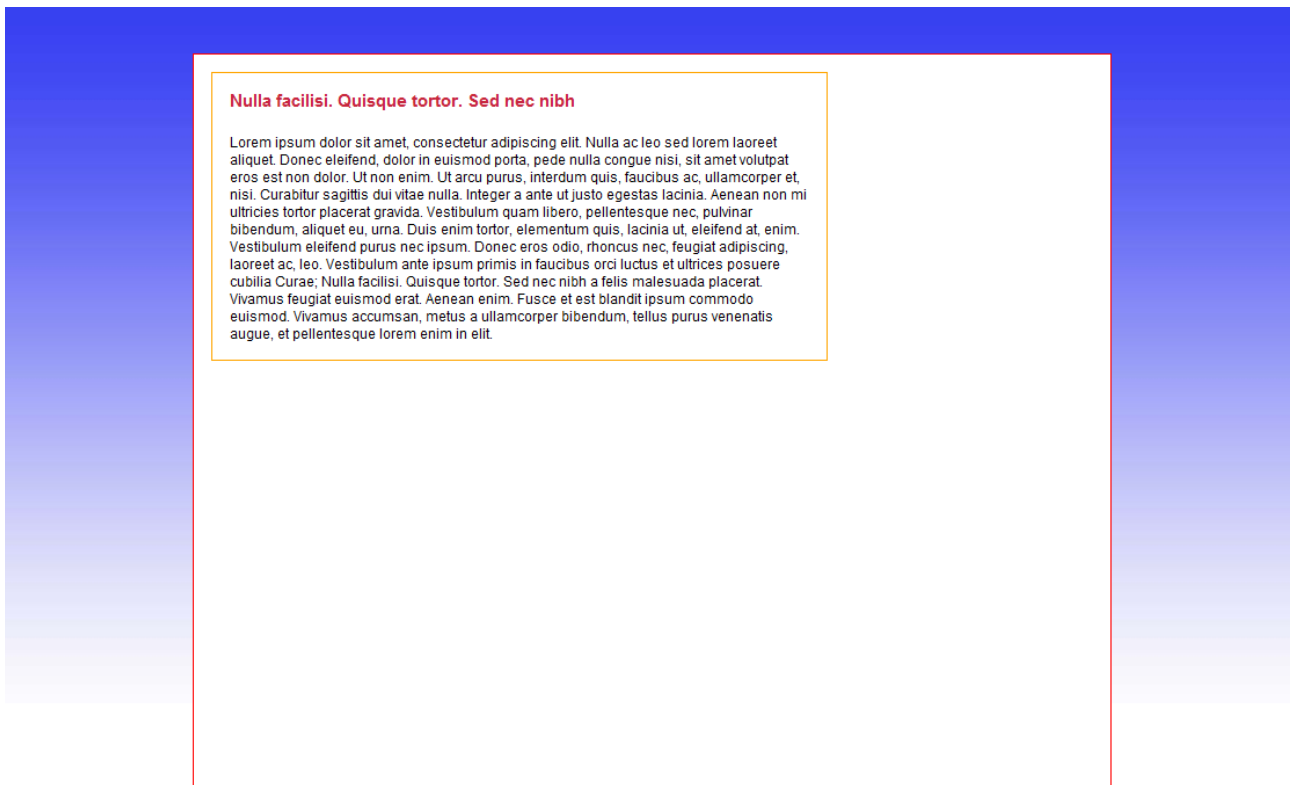 Nulla facilisi. Quisque tortor. Sed nec nibh
Lorem ipsum dolor sit amet, consectetur adipiscing elit. Nulla ac leo sed lorem laoreet
aliquet. Donec eleifend, dolor in euismod porta, pede nulla congue nisi, sit amet volutpat
eros est non dolor. Ut non enim. Ut arcu purus, interdum quis, faucibus ac, ullamcorper et,
nisi. Curabitur sagittis dui vitae nulla. Integer a ante ut justo egestas lacinia. Aenean non mi
ultricies tortor placerat gravida. Vestibulum quam libero, pellentesque nec, pulvinar
bibendum, aliquet eu, urna. Duis enim tortor, elementum quis, lacinia ut, eleifend at, enim.
Vestibulum eleifend purus nec ipsum. Donec eros odio, rhoncus nec, feugiat adipiscing,
laoreet ac, leo. Vestibulum ante ipsum primis in faucibus orci luctus et ultrices posuere
cubilia Curae; Nulla facilisi. Quisque tortor. Sed nec nibh a felis malesuada placerat.
Vivamus feugiat euismod erat. Aenean enim. Fusce et est blandit ipsum commodo
euismod. Vivamus accumsan, metus a ullamcorper bibendum, tellus purus venenatis
augue, et pellentesque lorem enim in elit.